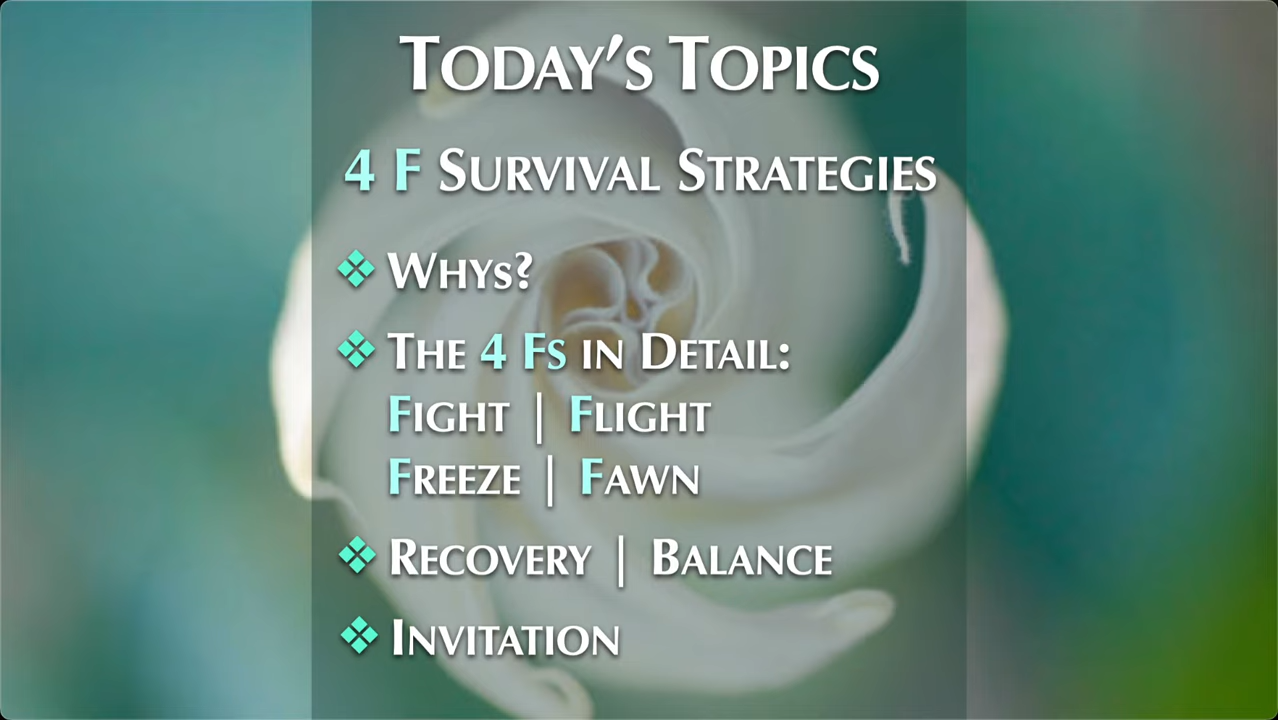 Today's Topics
4 F Survival Strategies
❖ Whys?
❖ The 4 Fs in Detail:
Fight | Flight
Freeze | Fawn
❖ Recovery | Balance
❖ Invitation